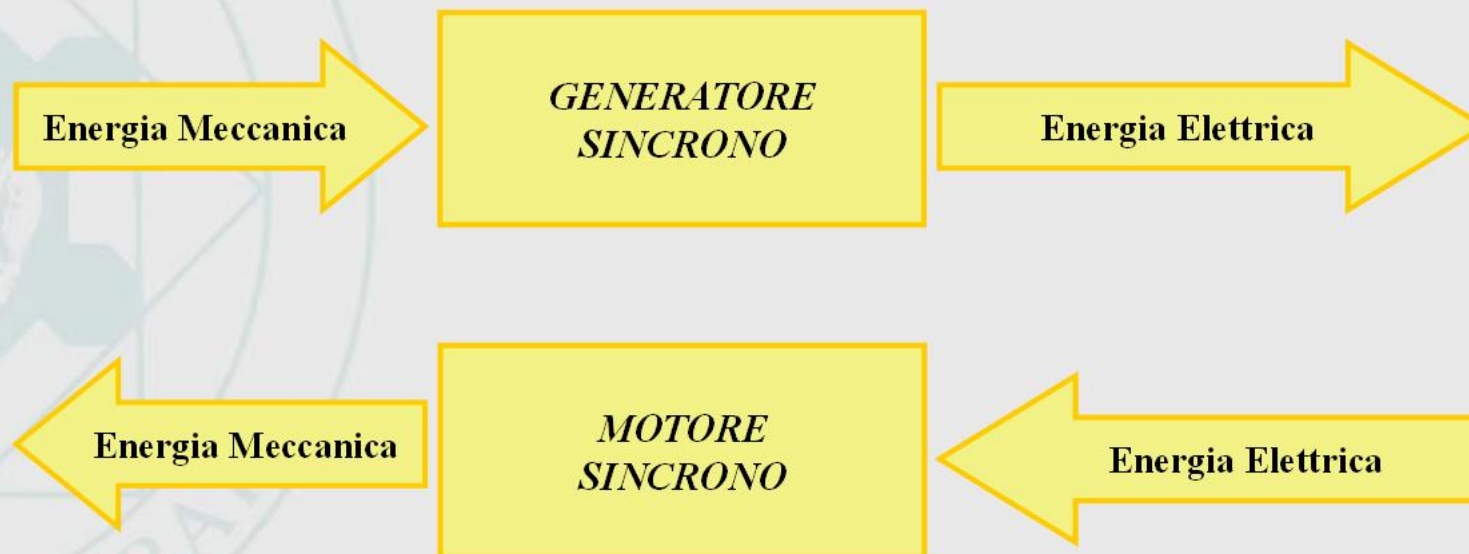 Energia Meccanica
GENERATORE
SINCRONO
Energia Elettrica
Energia Meccanica
MOTORE
SINCRONO
Energia Elettrica